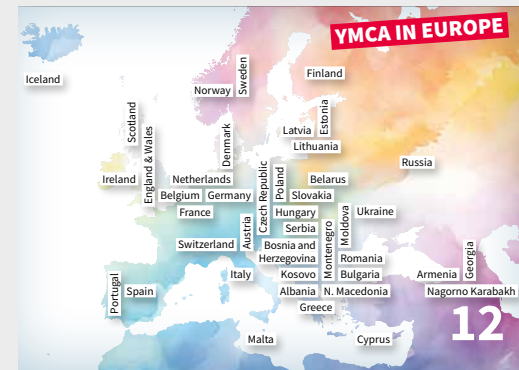 YMCA IN EUROPE
Iceland
Norway
Sweden
Finland
Scotland
England & Wales
Ireland
Denmark
Latvia
Estonia
Lithuania
Russia
Netherlands
Belgium
Germany
Czech Republic
Poland
Belarus
Slovakia
France
Hungary
Moldova
Ukraine
Serbia
Switzerland
Austria
Bosnia and
Herzegovina
Montenegro
Romania
Portugal
Spain
Italy
Kosovo
Bulgaria
Armenia
Georgia
Albania
N. Macedonia
Nagorno Karabakh
Greece
Malta
Cyprus
12